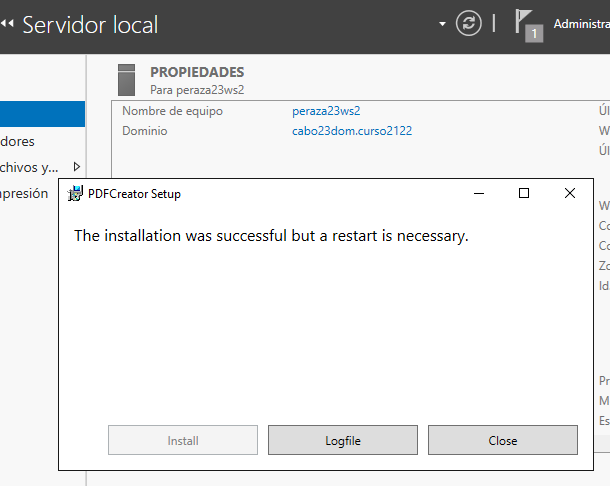 Servidor local
1
Administra
PROPIEDADES
Para peraza23ws2
Nombre de equipo peraza23ws2
Dominio cabo23dom.curso2122
Úl
W
Úl
dores
chivos y...
presión
PDFCreator Setup
The installation was successful but a restart is necessary.
W
Co
Co
Zo
Id
Pr
M
Es
Install Logfile Close